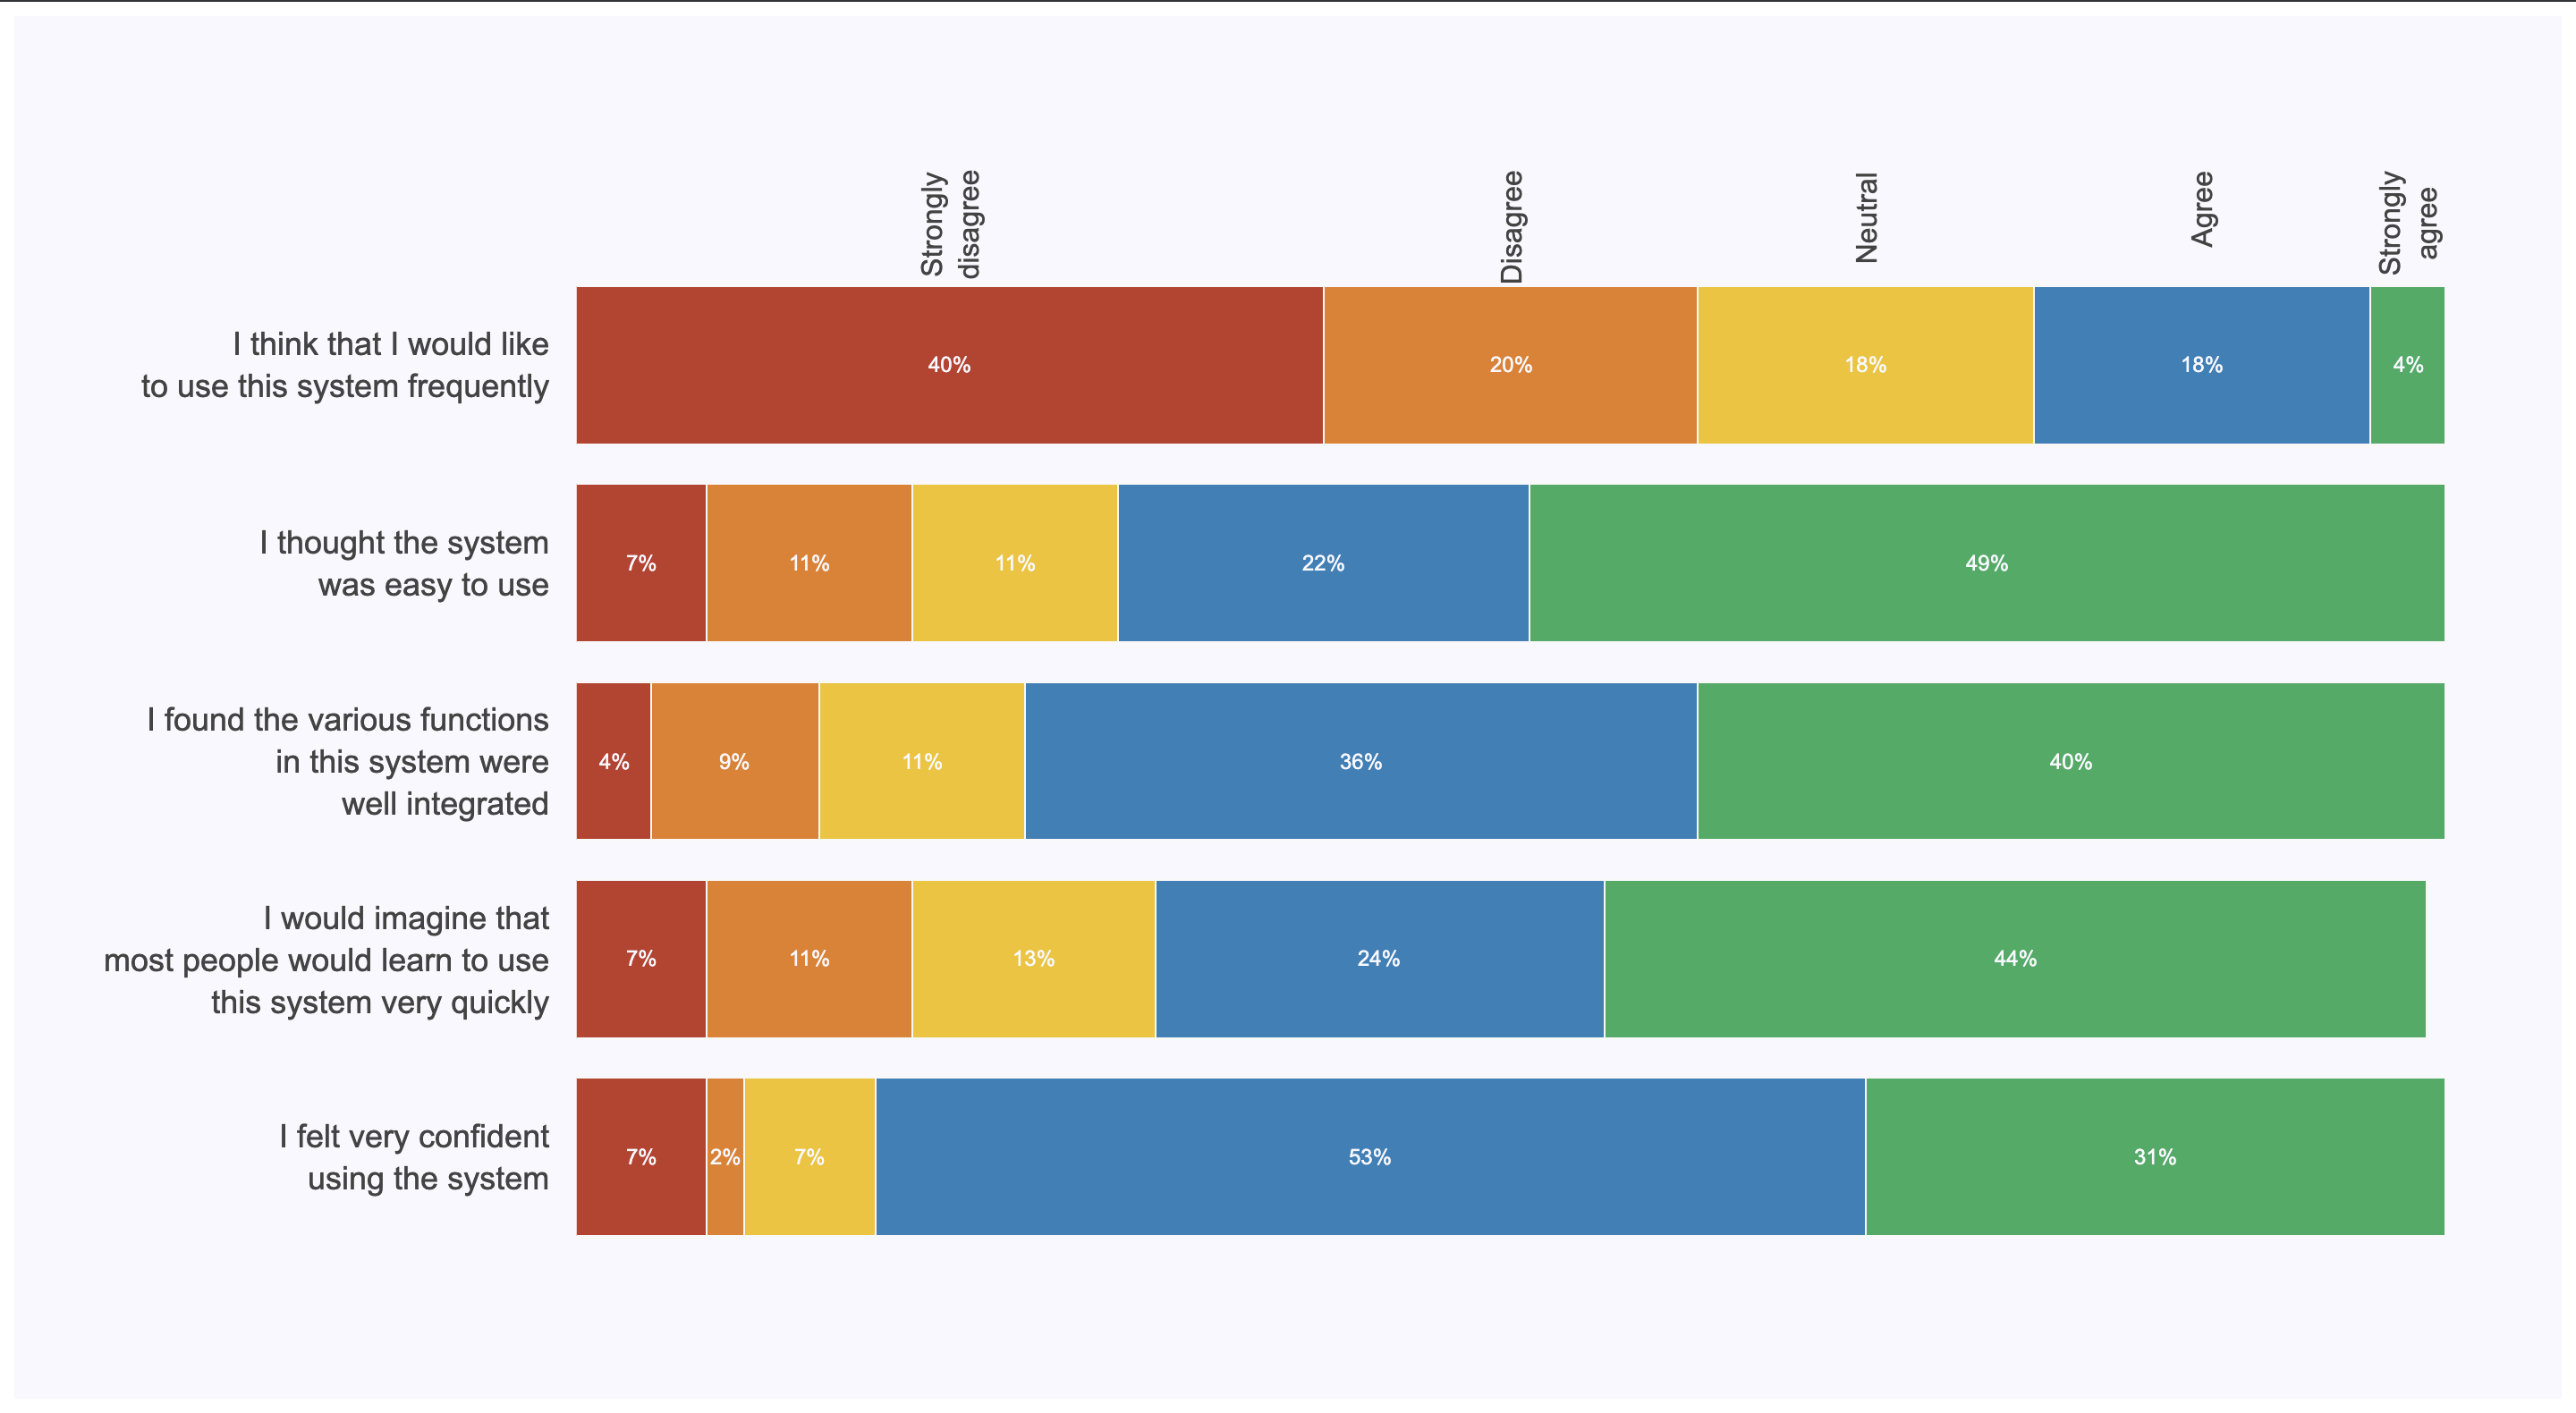 Strongly
disagree
Disagree
Neutral
Agree
Strongly
agree
I think that I would like
to use this system frequently
40% 20% 18% 18% 4%
I thought the system
was easy to use
7% 11% 11% 22% 49%
I found the various functions
in this system were
well integrated
4% 9% 11% 36% 40%
I would imagine that
most people would learn to use
this system very quickly
7% 11% 13% 24% 44%
I felt very confident
using the system
7% 2% 7% 53% 31%